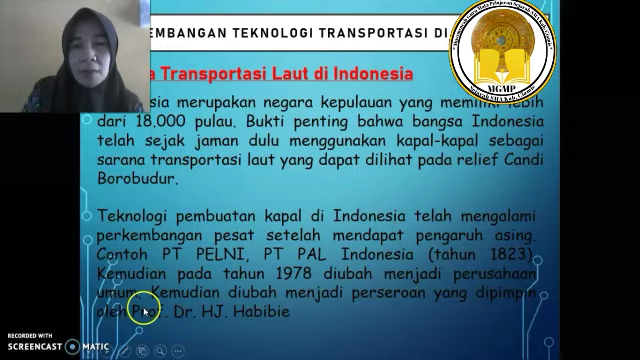 EMBANGAN TEKNOLOGI TRANSPORTASI DI
Transportasi Laut di Indonesia
sia merupakan negara kepulauan yang memiliki lebih
dari 18.000 pulau. Bukti penting bahwa bangsa Indonesia
telah sejak jaman dulu menggunakan kapal-kapal sebagai
sarana transportasi laut yang dapat dilihat pada relief Candi
Borobudur.
Teknologi pembuatan kapal di Indonesia telah mengalami
perkembangan pesat setelah mendapat pengaruh asing.
Contoh PT PELNI, PT PAL Indonesia (tahun 1823).
Kemudian pada tahun 1978 diubah menjadi perusahaan
umum. Kemudian diubah menjadi perseroan yang dipimpin
oleh Prof. Dr. HJ. Habibie
MGMP
RECORDED WITH
SCREENCAST MATIC